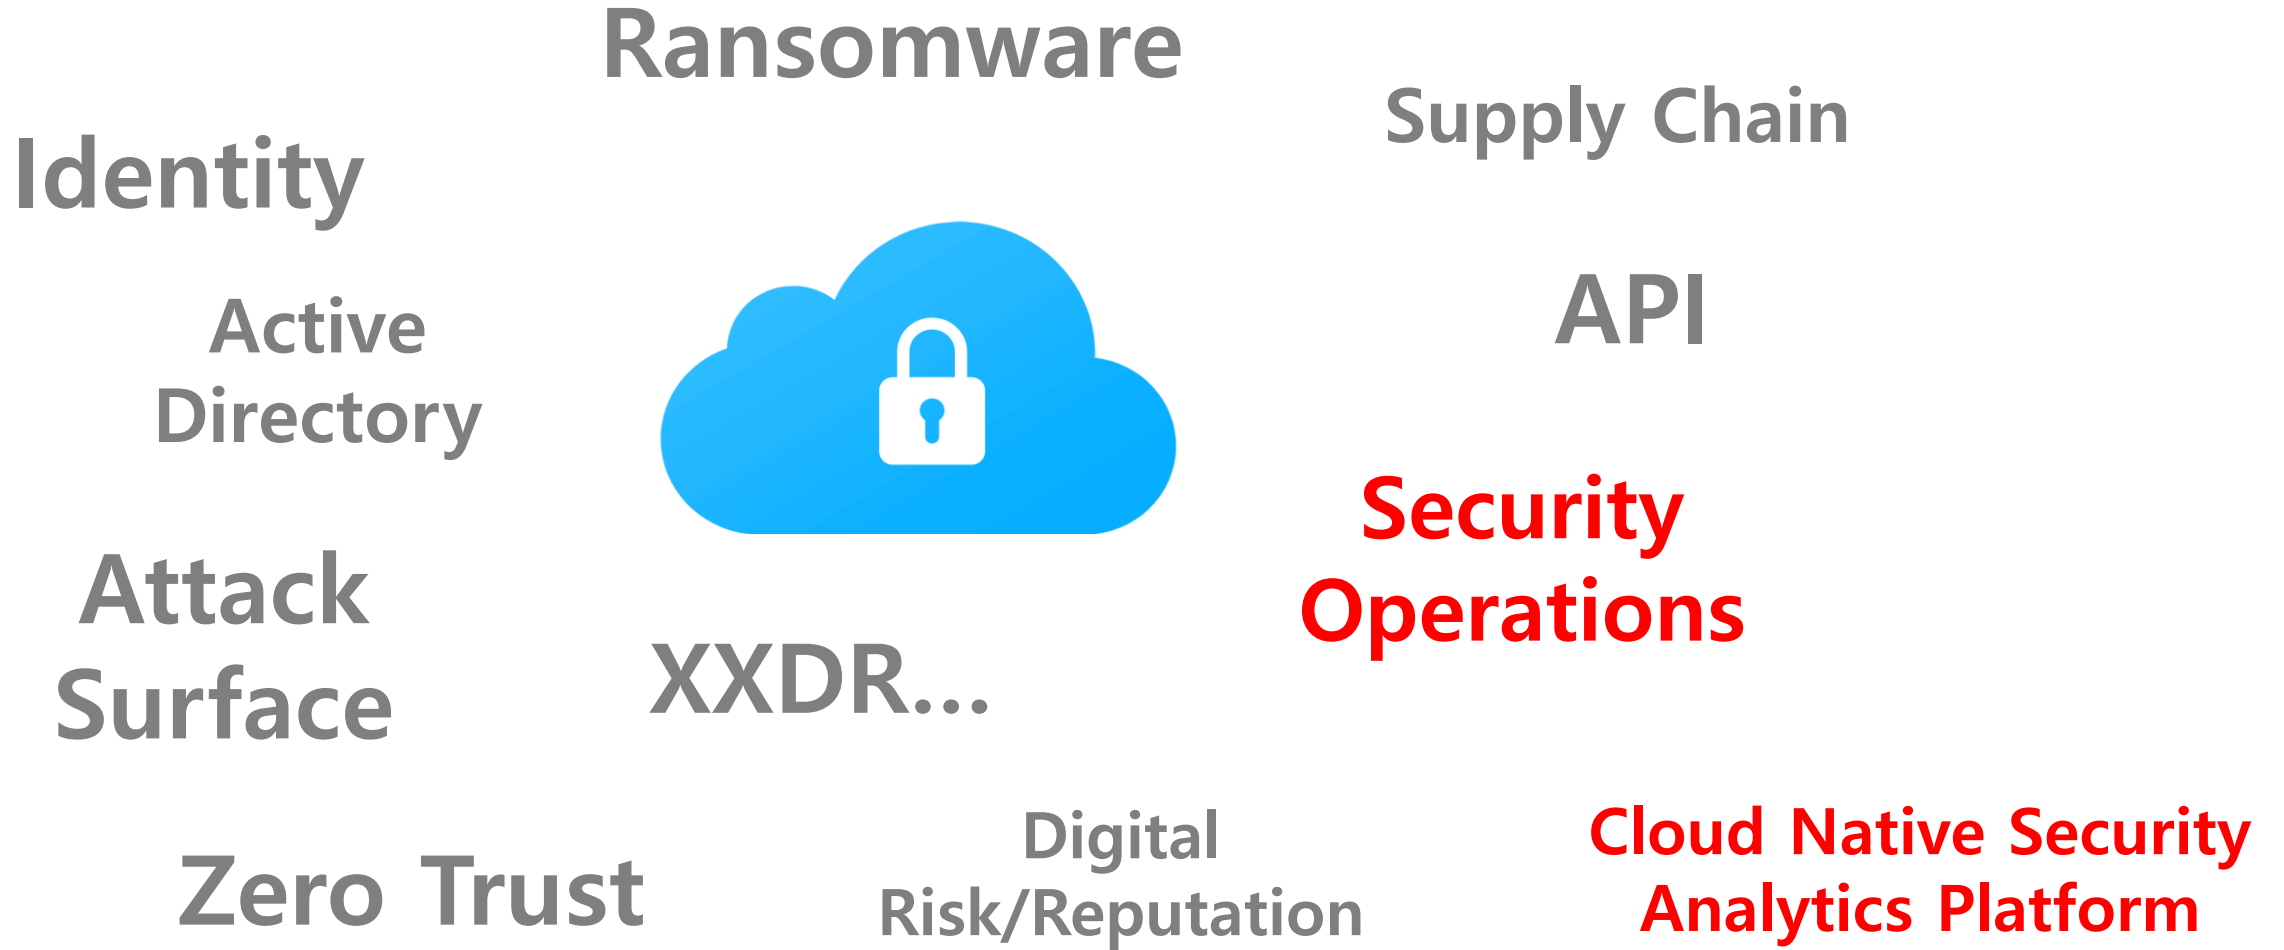 Ransomware
Supply Chain
Identity
API
Active
Directory
Security
Operations
Attack
Surface
XXDR...
Zero Trust
Digital
Risk/Reputation
Cloud Native Security
Analytics Platform